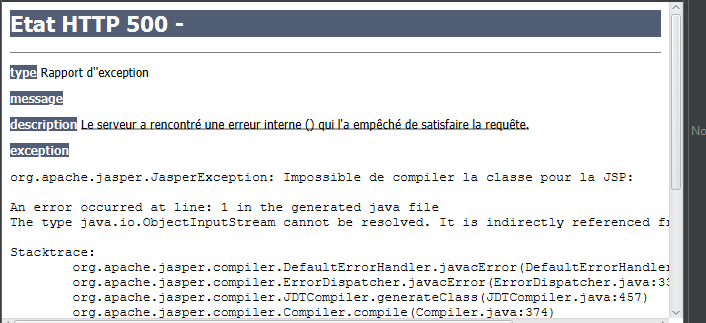 Etat HTTP 500 -
type Rapport d''exception
message
description Le serveur a rencontré une erreur interne () qui l'a empêché de satisfaire la requête.
exception
org.apache.jasper.JasperException: Impossible de compiler la classe pour la JSP:
An error occurred at line: 1 in the generated java file
The type java.io.ObjectInputStream cannot be resolved. It is indirectly referenced
Stacktrace:
org.apache.jasper.compiler.DefaultErrorHandler.javacError(DefaultErrorHandler
org.apache.jasper.compiler.ErrorDispatcher.javacError(ErrorDispatcher.java:33
org.apache.jasper.compiler.JDTCompiler.generateClass(JDTCompiler.java:457)
org.apache.jasper.compiler.Compiler.compile(Compiler.java:374)